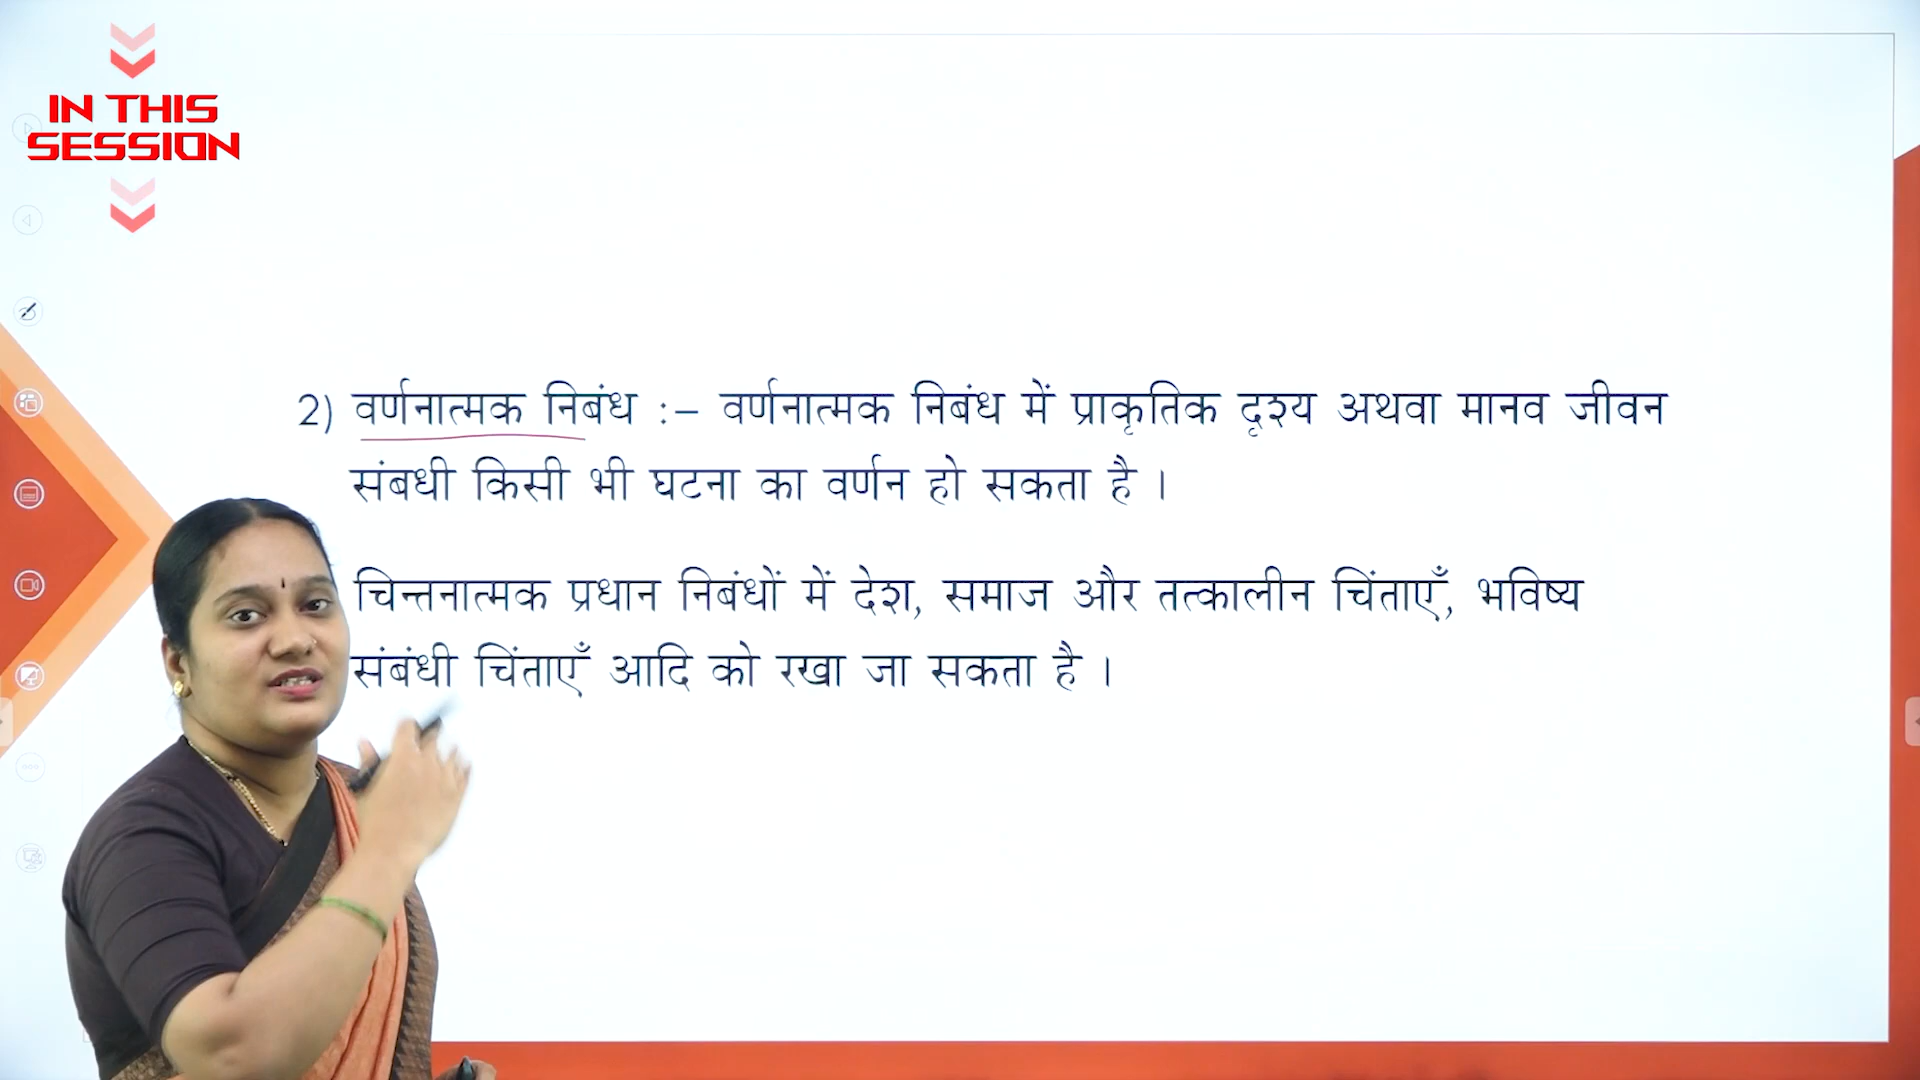 IN THIS
SESSION
2) वर्णनात्मक निबंध :– वर्णनात्मक निबंध में प्राकृतिक दृश्य अथवा मानव जीवन
संबधी किसी भी घटना का वर्णन हो सकता है ।
चिन्तनात्मक प्रधान निबंधों में देश, समाज और तत्कालीन चिंताएँ, भविष्य
संबंधी चिंताएँ आदि को रखा जा सकता है ।